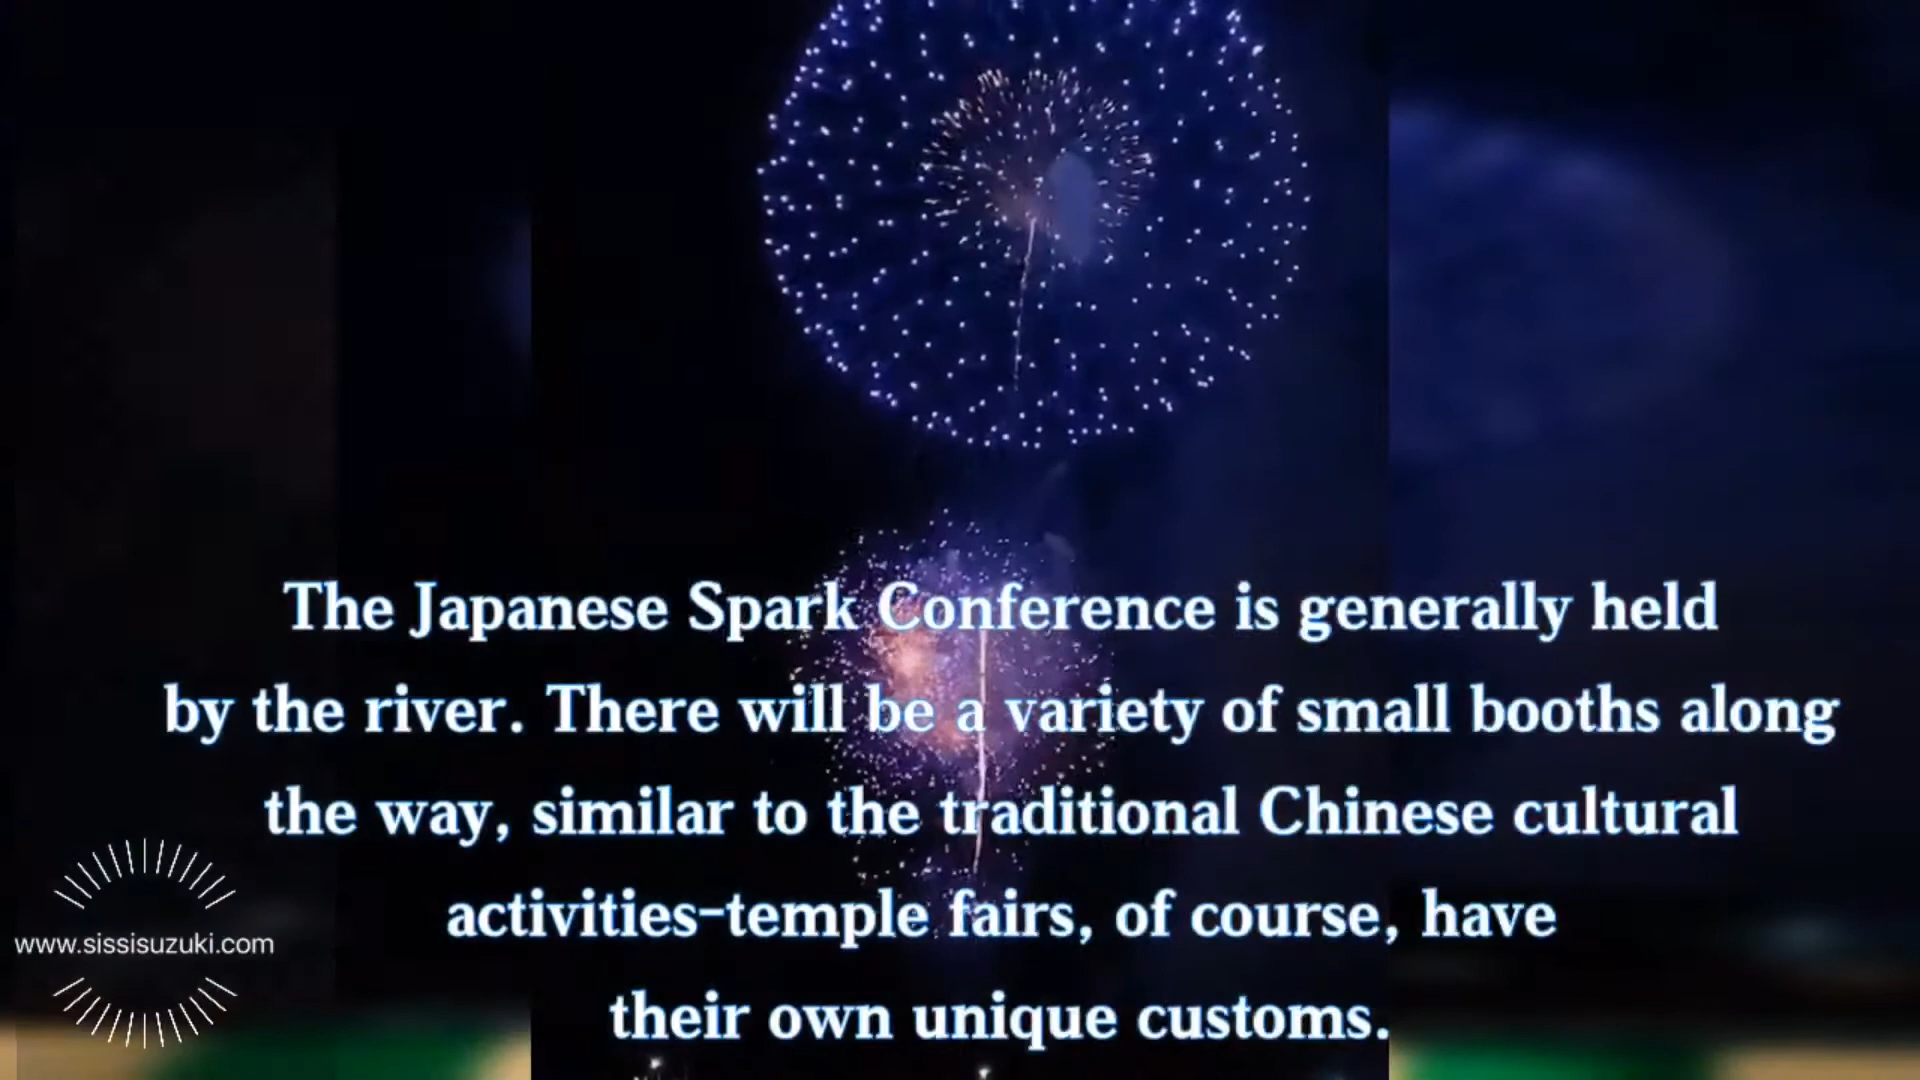 The Japanese Spark Conference is generally held
by the river. There will be a variety of small booths along
the way, similar to the traditional Chinese cultural
activities-temple fairs, of course, have
www.sissisuzuki.com
their own unique customs.